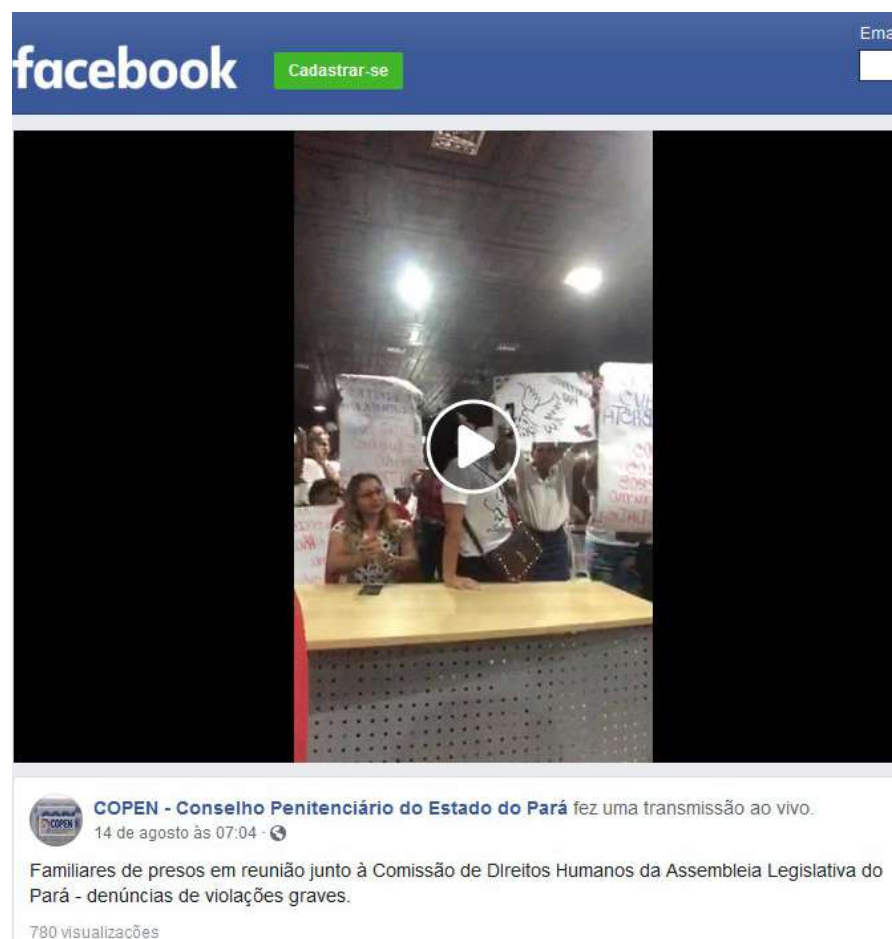 facebook
Cadastrar-se
Ema
COPEN
COPEN - Conselho Penitenciário do Estado do Pará fez uma transmissão ao vivo.
14 de agosto às 07:04 ·
Familiares de presos em reunião junto à Comissão de DIreitos Humanos da Assembleia Legislativa do
Pará - denúncias de violações graves.
780 visualizações